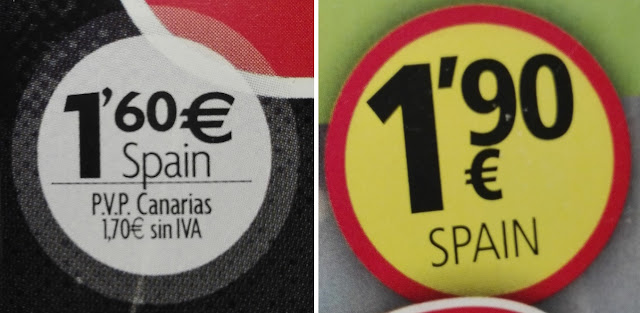 1'60€
Spain
P.V.P. Canarias
1,70€ sin IVA
1'90
€
SPAIN